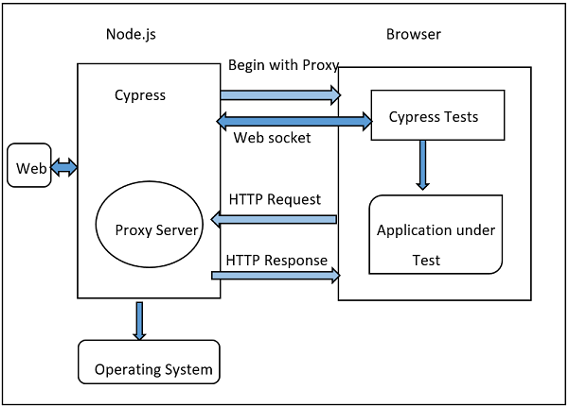 Node.js
Browser
Begin with Proxy
Cypress
Cypress Tests
Web socket
Web
HTTP Request
Proxy Server
Application under
Test
HTTP Response
Operating System